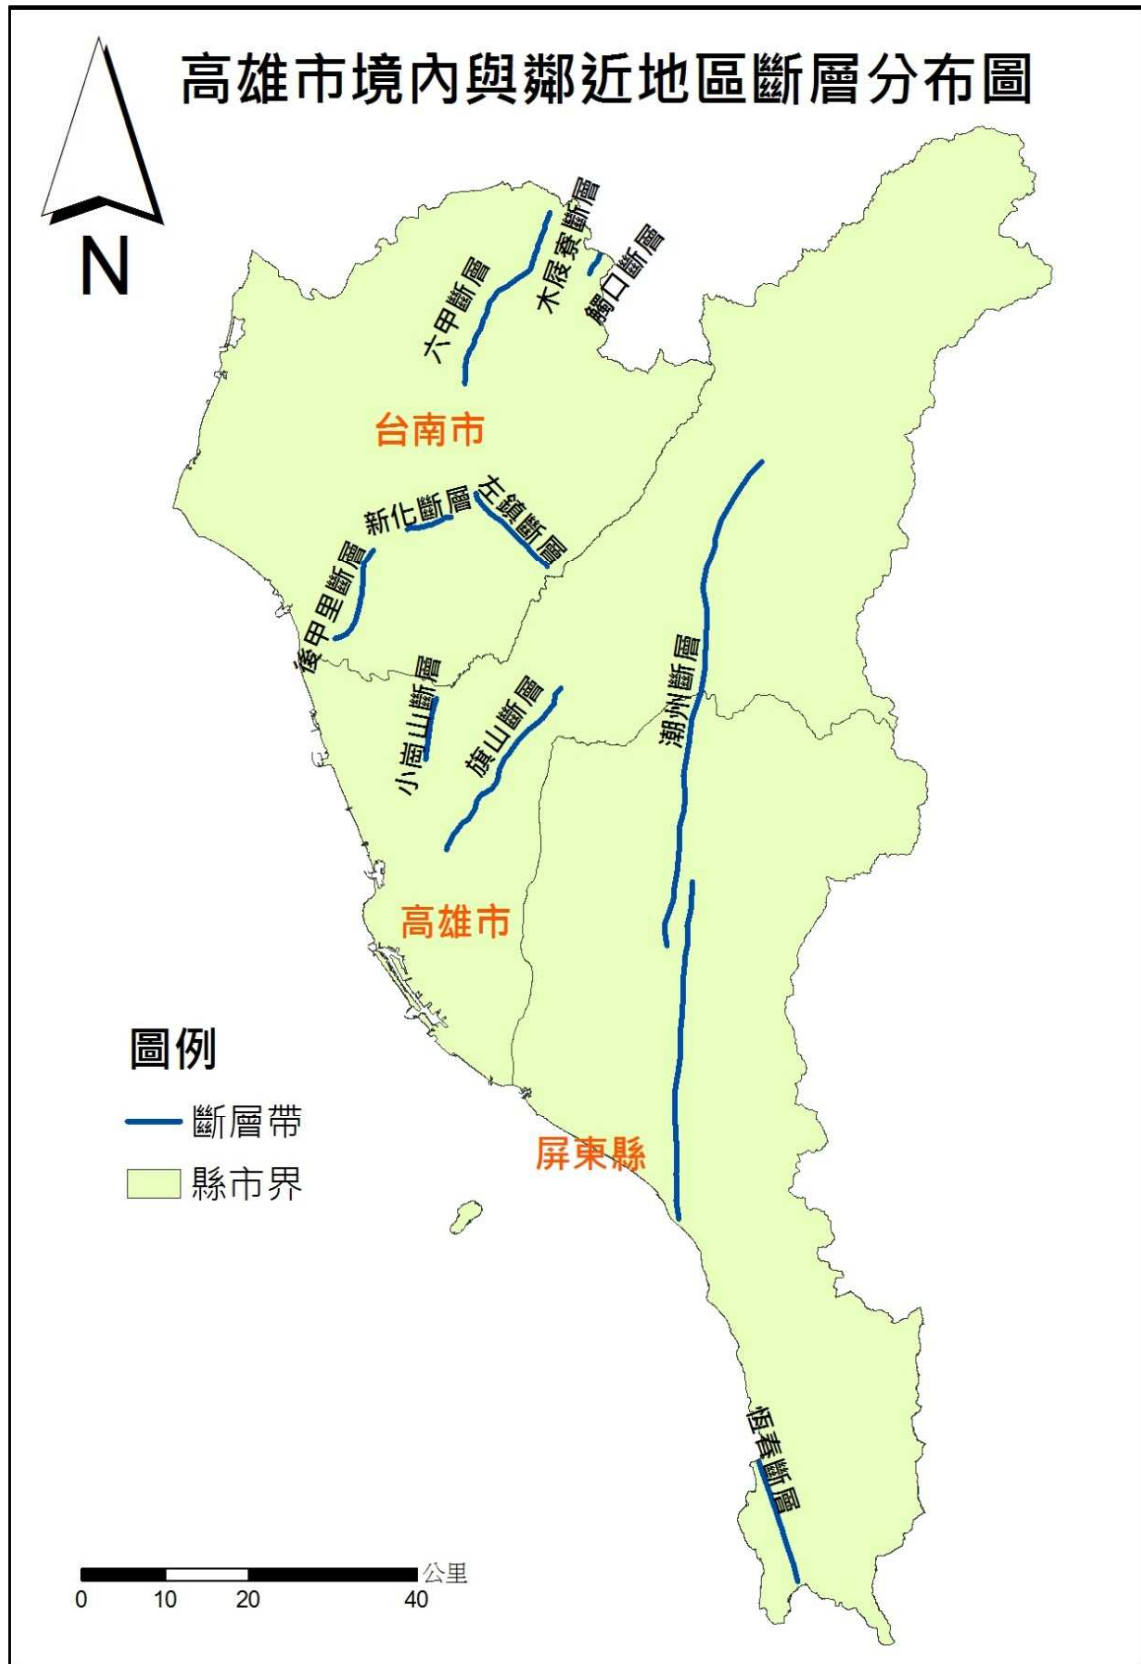 高雄市境內與鄰近地區斷層分布圖
N
木屐寮斷層
觸口斷層
六甲斷層
台南市
新化斷層
左鎮斷層
後甲里斷層
小崗山斷層
旗山斷層
潮州斷層
高雄市
圖例
斷層帶
縣市界
屏東縣
恆春斷層
公里
0 10 20 40